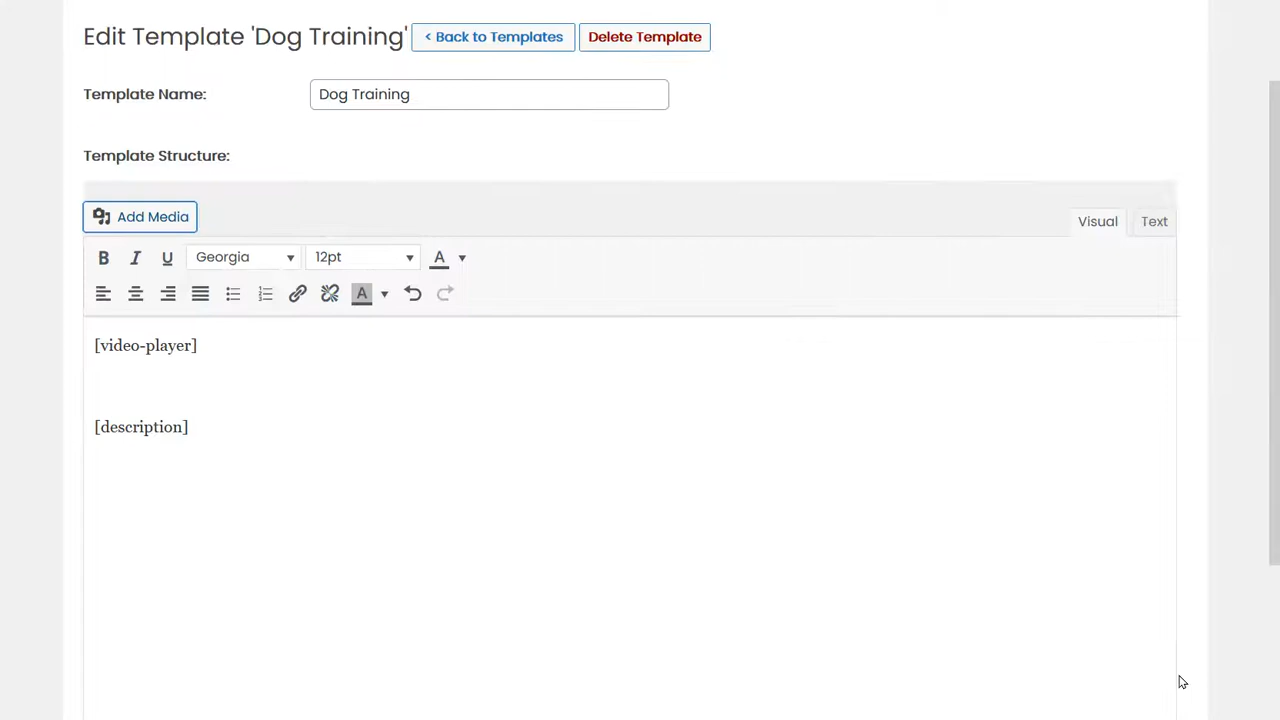 Edit Template 'Dog Training' < Back to Templates Delete Template
Template Name: Dog Training
Template Structure:
Add Media Visual Text
B I U Georgia 12pt A
A
[video-player]
[description]